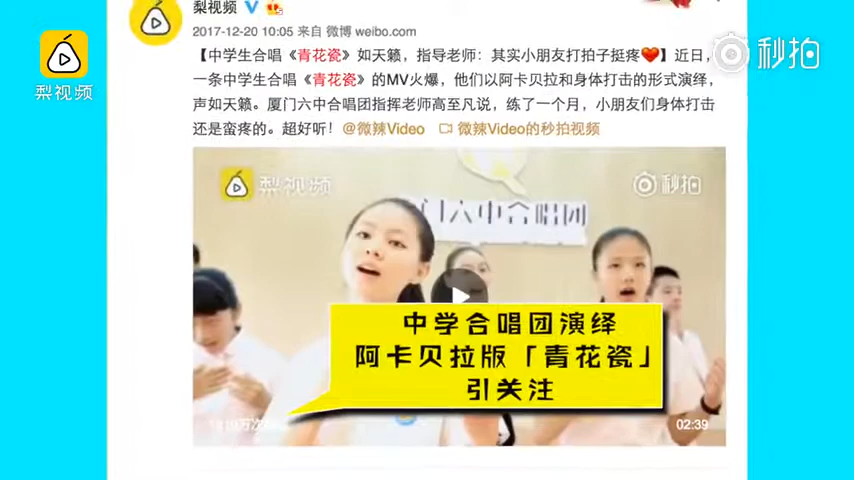 梨视频
2017-12-20 10:05 来自 微博 weibo.com
【中学生合唱《青花瓷》如天籁，指导老师：其实小朋友打拍子挺疼❤️】近日，
一条中学生合唱《青花瓷》的MV火爆，他们以阿卡贝拉和身体打击的形式演绎，
声如天籁。厦门六中合唱团指挥老师高至凡说，练了一个月，小朋友们身体打击
还是蛮疼的。超好听！@微辣Video 微辣Video的秒拍视频
秒拍
梨视频
梨视频
秒拍
门六中合唱团
中学合唱团演绎
阿卡贝拉版「青花瓷」
引关注
02:39